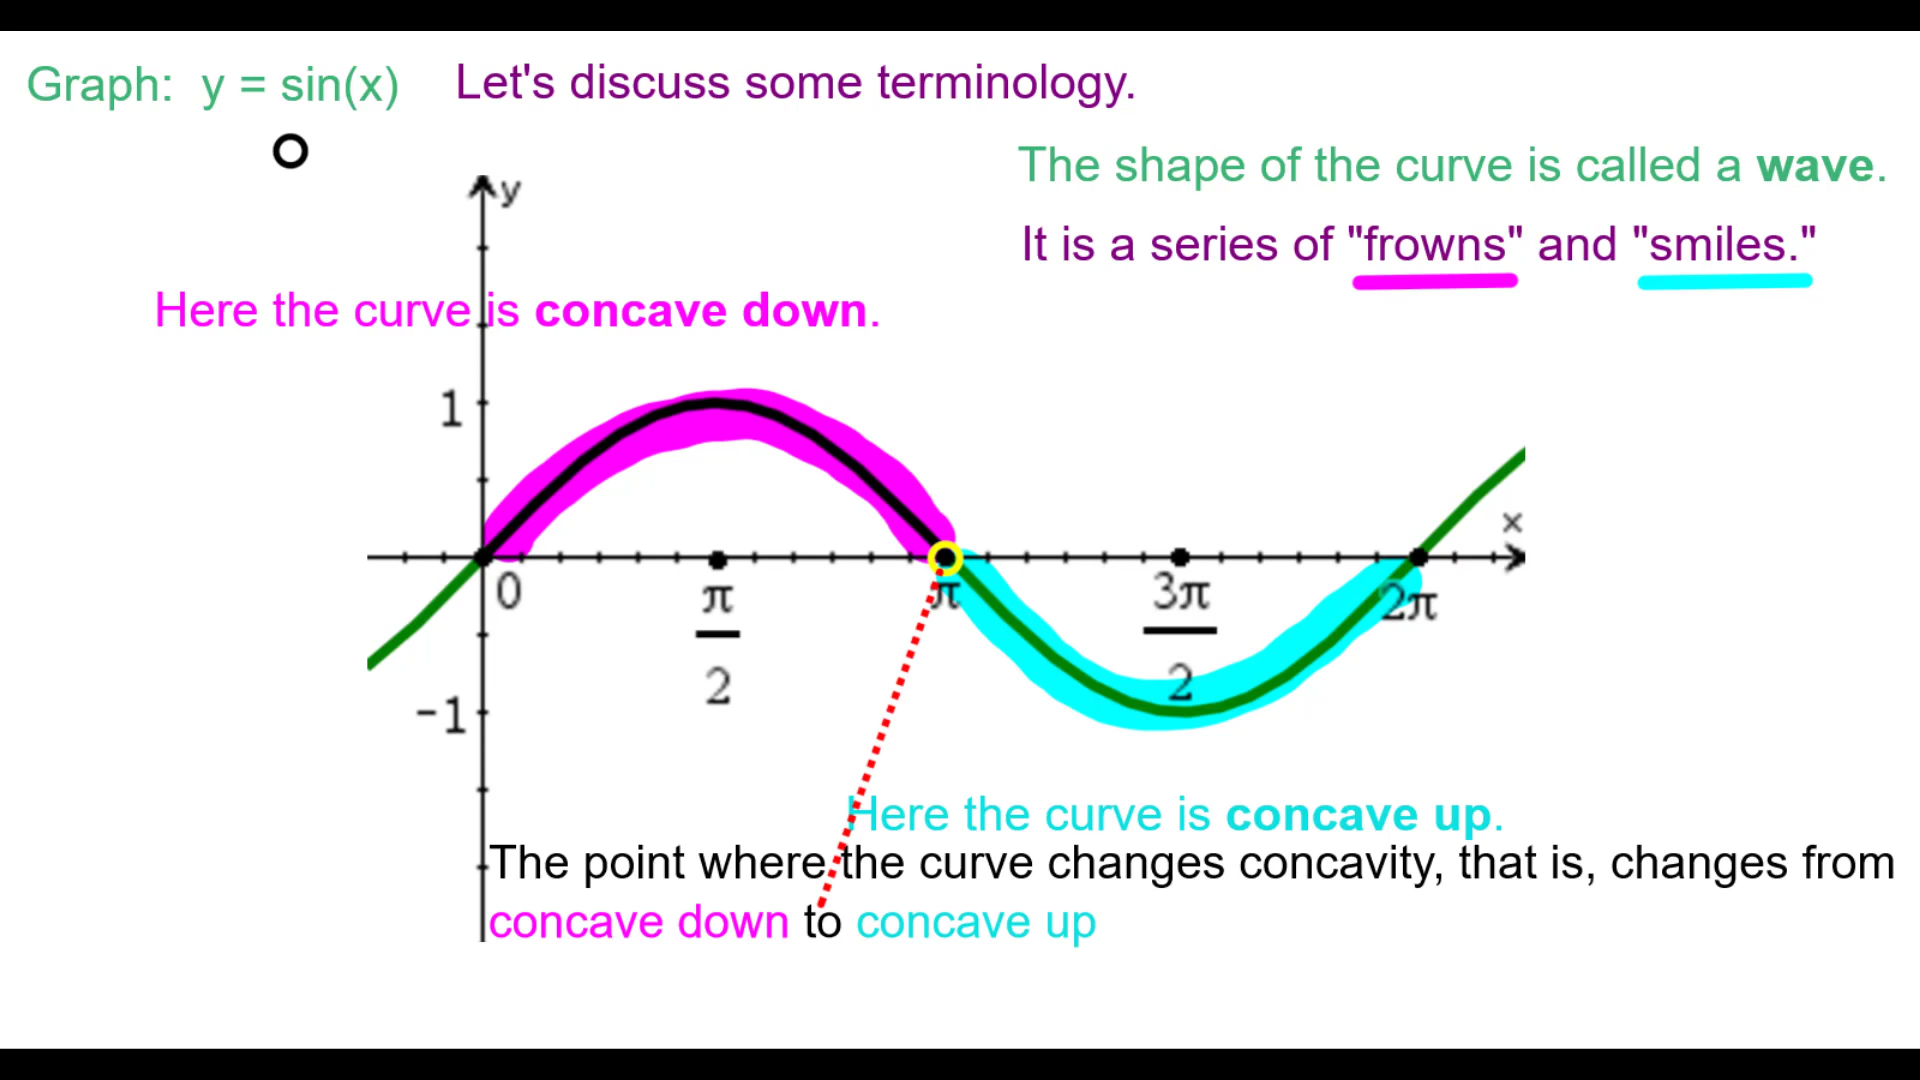 Graph: y = sin(x) Let's discuss some terminology.
The shape of the curve is called a wave.
y
It is a series of "frowns" and "smiles."
Here the curve is concave down.
1
x
0
π
2
π
3π
2
2π
-1
Here the curve is concave up.
The point where the curve changes concavity, that is, changes from
concave down to concave up